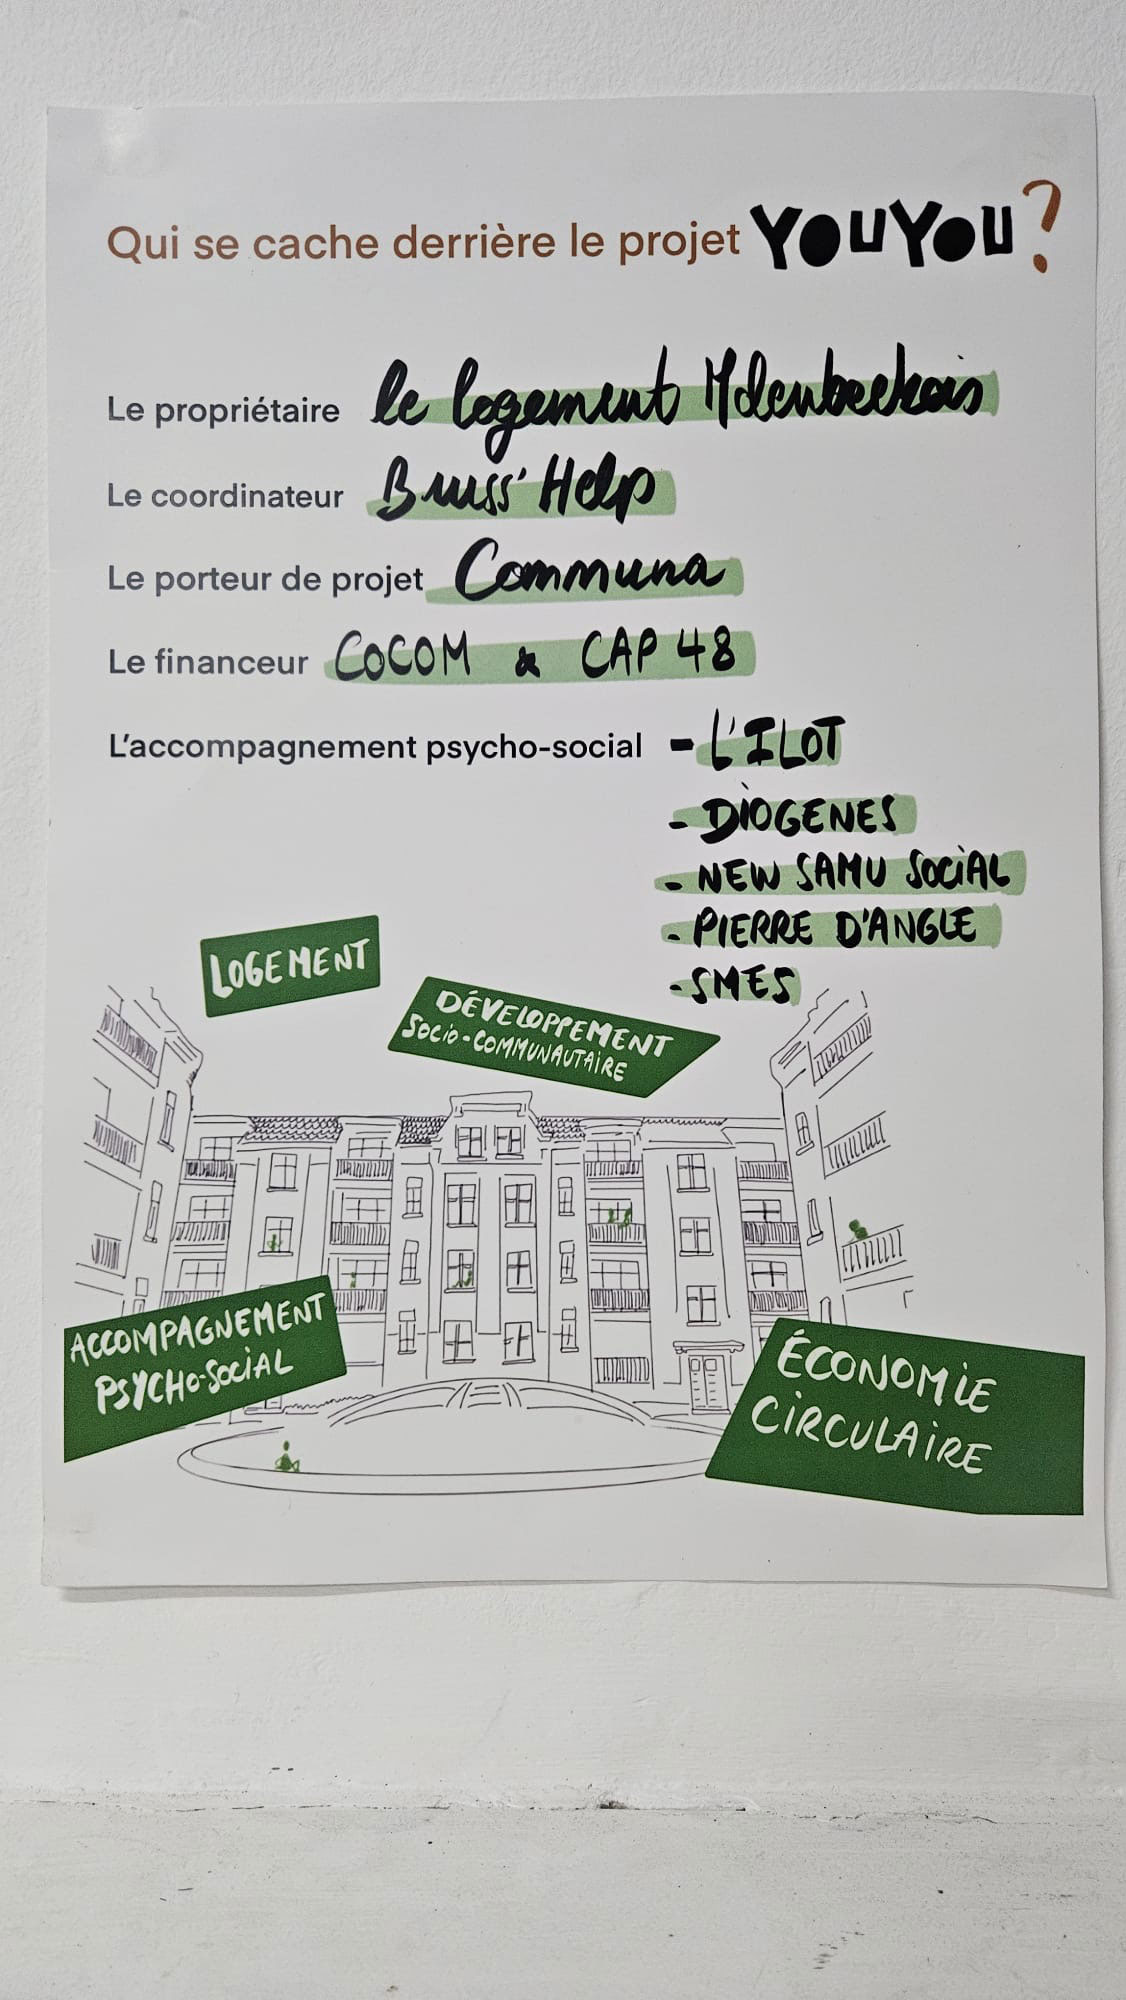 Qui se cache derrière le projet YOUYOU ?
Le propriétaire le logement Molenbeekois
Le coordinateur Bruss'Help
Le porteur de projet Communa
Le financeur COCOM & CAP 48
L'accompagnement psycho-social - L'ILOT
- DIOGENES
- NEW SAMU SOCIAL
- PIERRE D'ANGLE
- SMES
LOGEMENT
DÉVELOPPEMENT
SOCIO-COMMUNAUTAIRE
ACCOMPAGNEMENT
PSYCHO-SOCIAL
ÉCONOMIE
CIRCULAIRE